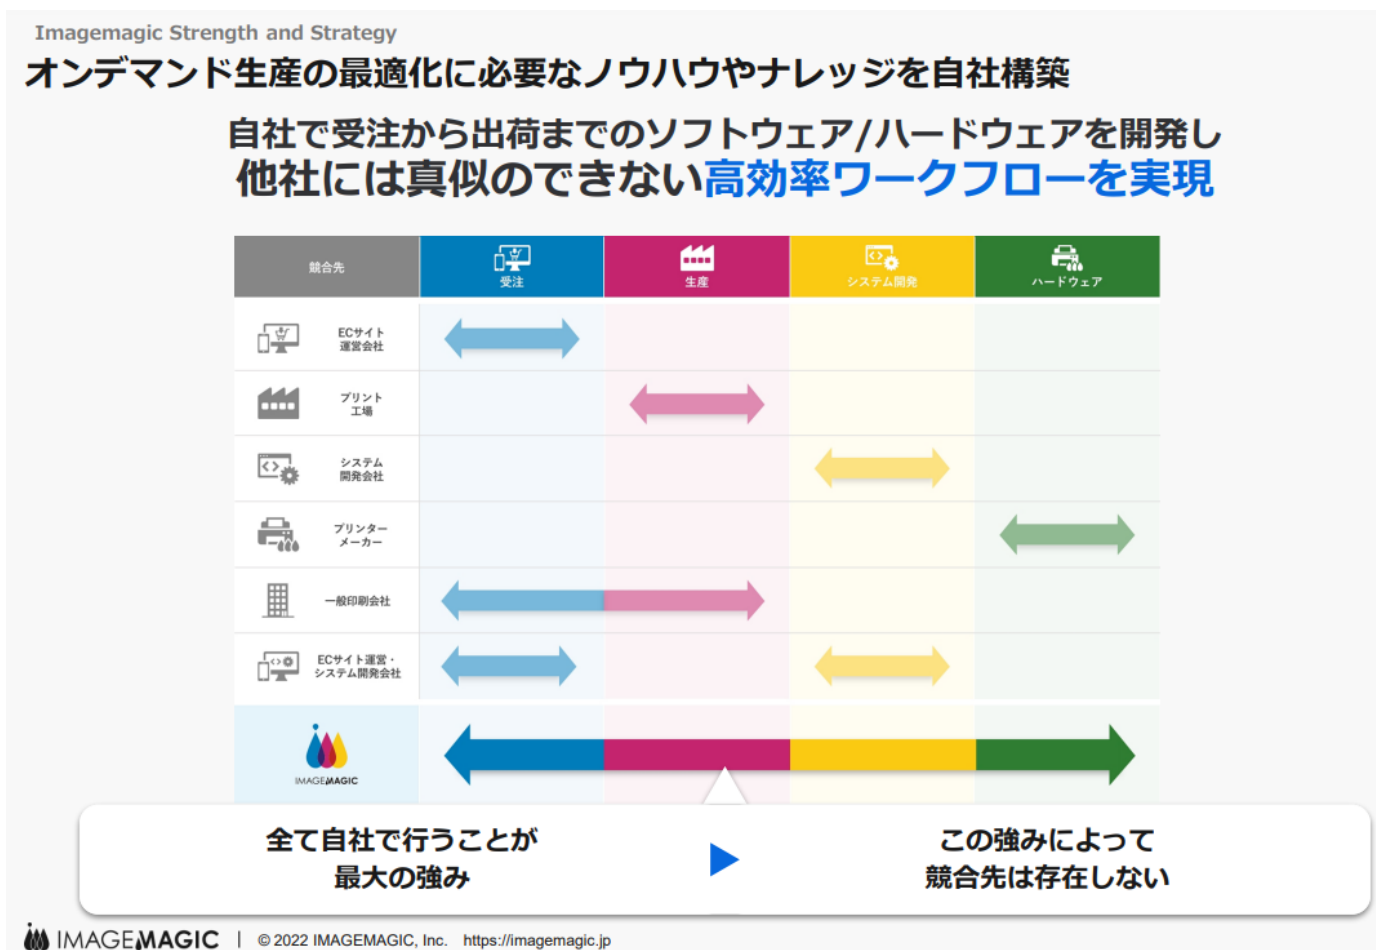 Imagemagic Strength and Strategy
オンデマンド生産の最適化に必要なノウハウやナレッジを自社構築
自社で受注から出荷までのソフトウェア/ハードウェアを開発し
他社には真似のできない高効率ワークフローを実現
競合先
受注
生産
システム開発
ハードウェア
ECサイト
運営会社
プリント
工場
システム
開発会社
プリンター
メーカー
一般印刷会社
ECサイト運営・
システム開発会社
IMAGEMAGIC
全て自社で行うことが
最大の強み
この強みによって
競合先は存在しない
IMAGEMAGIC | © 2022 IMAGEMAGIC, Inc. https://imagemagic.jp